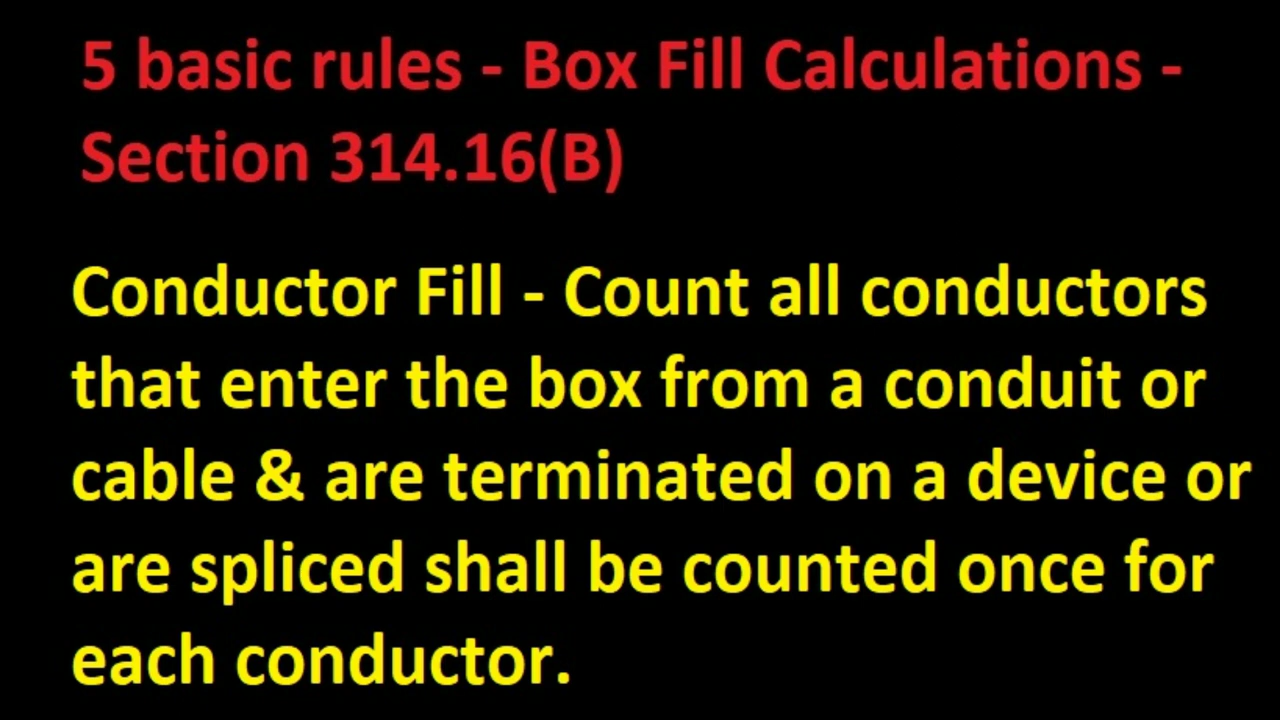 5 basic rules - Box Fill Calculations -
Section 314.16(B)
Conductor Fill - Count all conductors
that enter the box from a conduit or
cable & are terminated on a device or
are spliced shall be counted once for
each conductor.